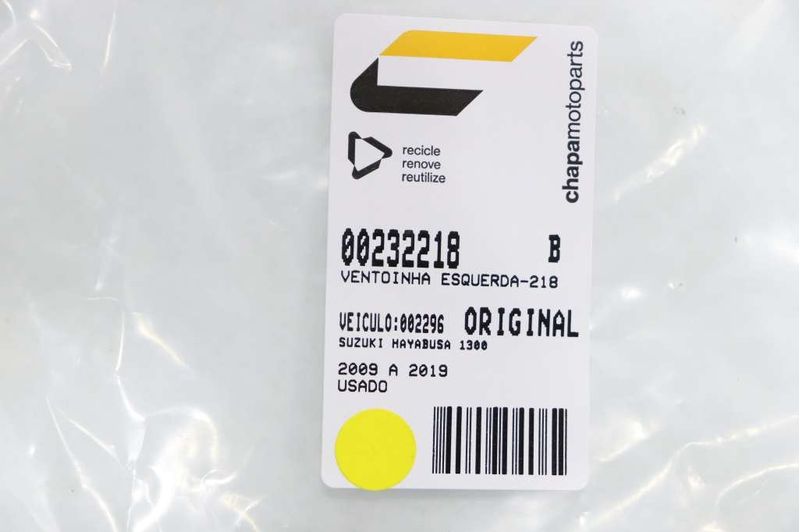 chapamotoparts
recicle
renove
reutilize
00232218 B
VENTOINHA ESQUERDA-218
VEICULO:002296 ORIGINAL
SUZUKI HAYABUSA 1300
2009 A 2019
USADO